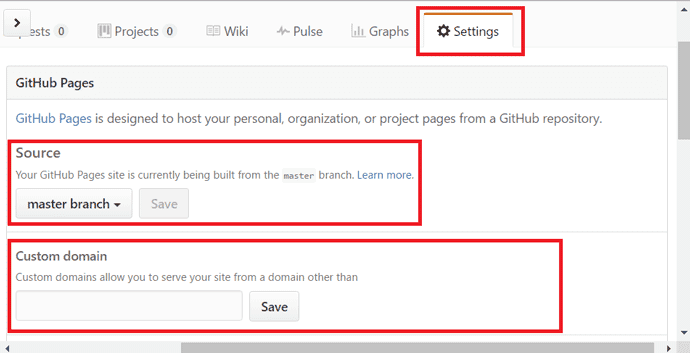 ests 0 Projects 0 Wiki Pulse Graphs Settings
GitHub Pages
GitHub Pages is designed to host your personal, organization, or project pages from a GitHub repository.
Source
Your GitHub Pages site is currently being built from the master branch. Learn more.
master branch Save
Custom domain
Custom domains allow you to serve your site from a domain other than
Save